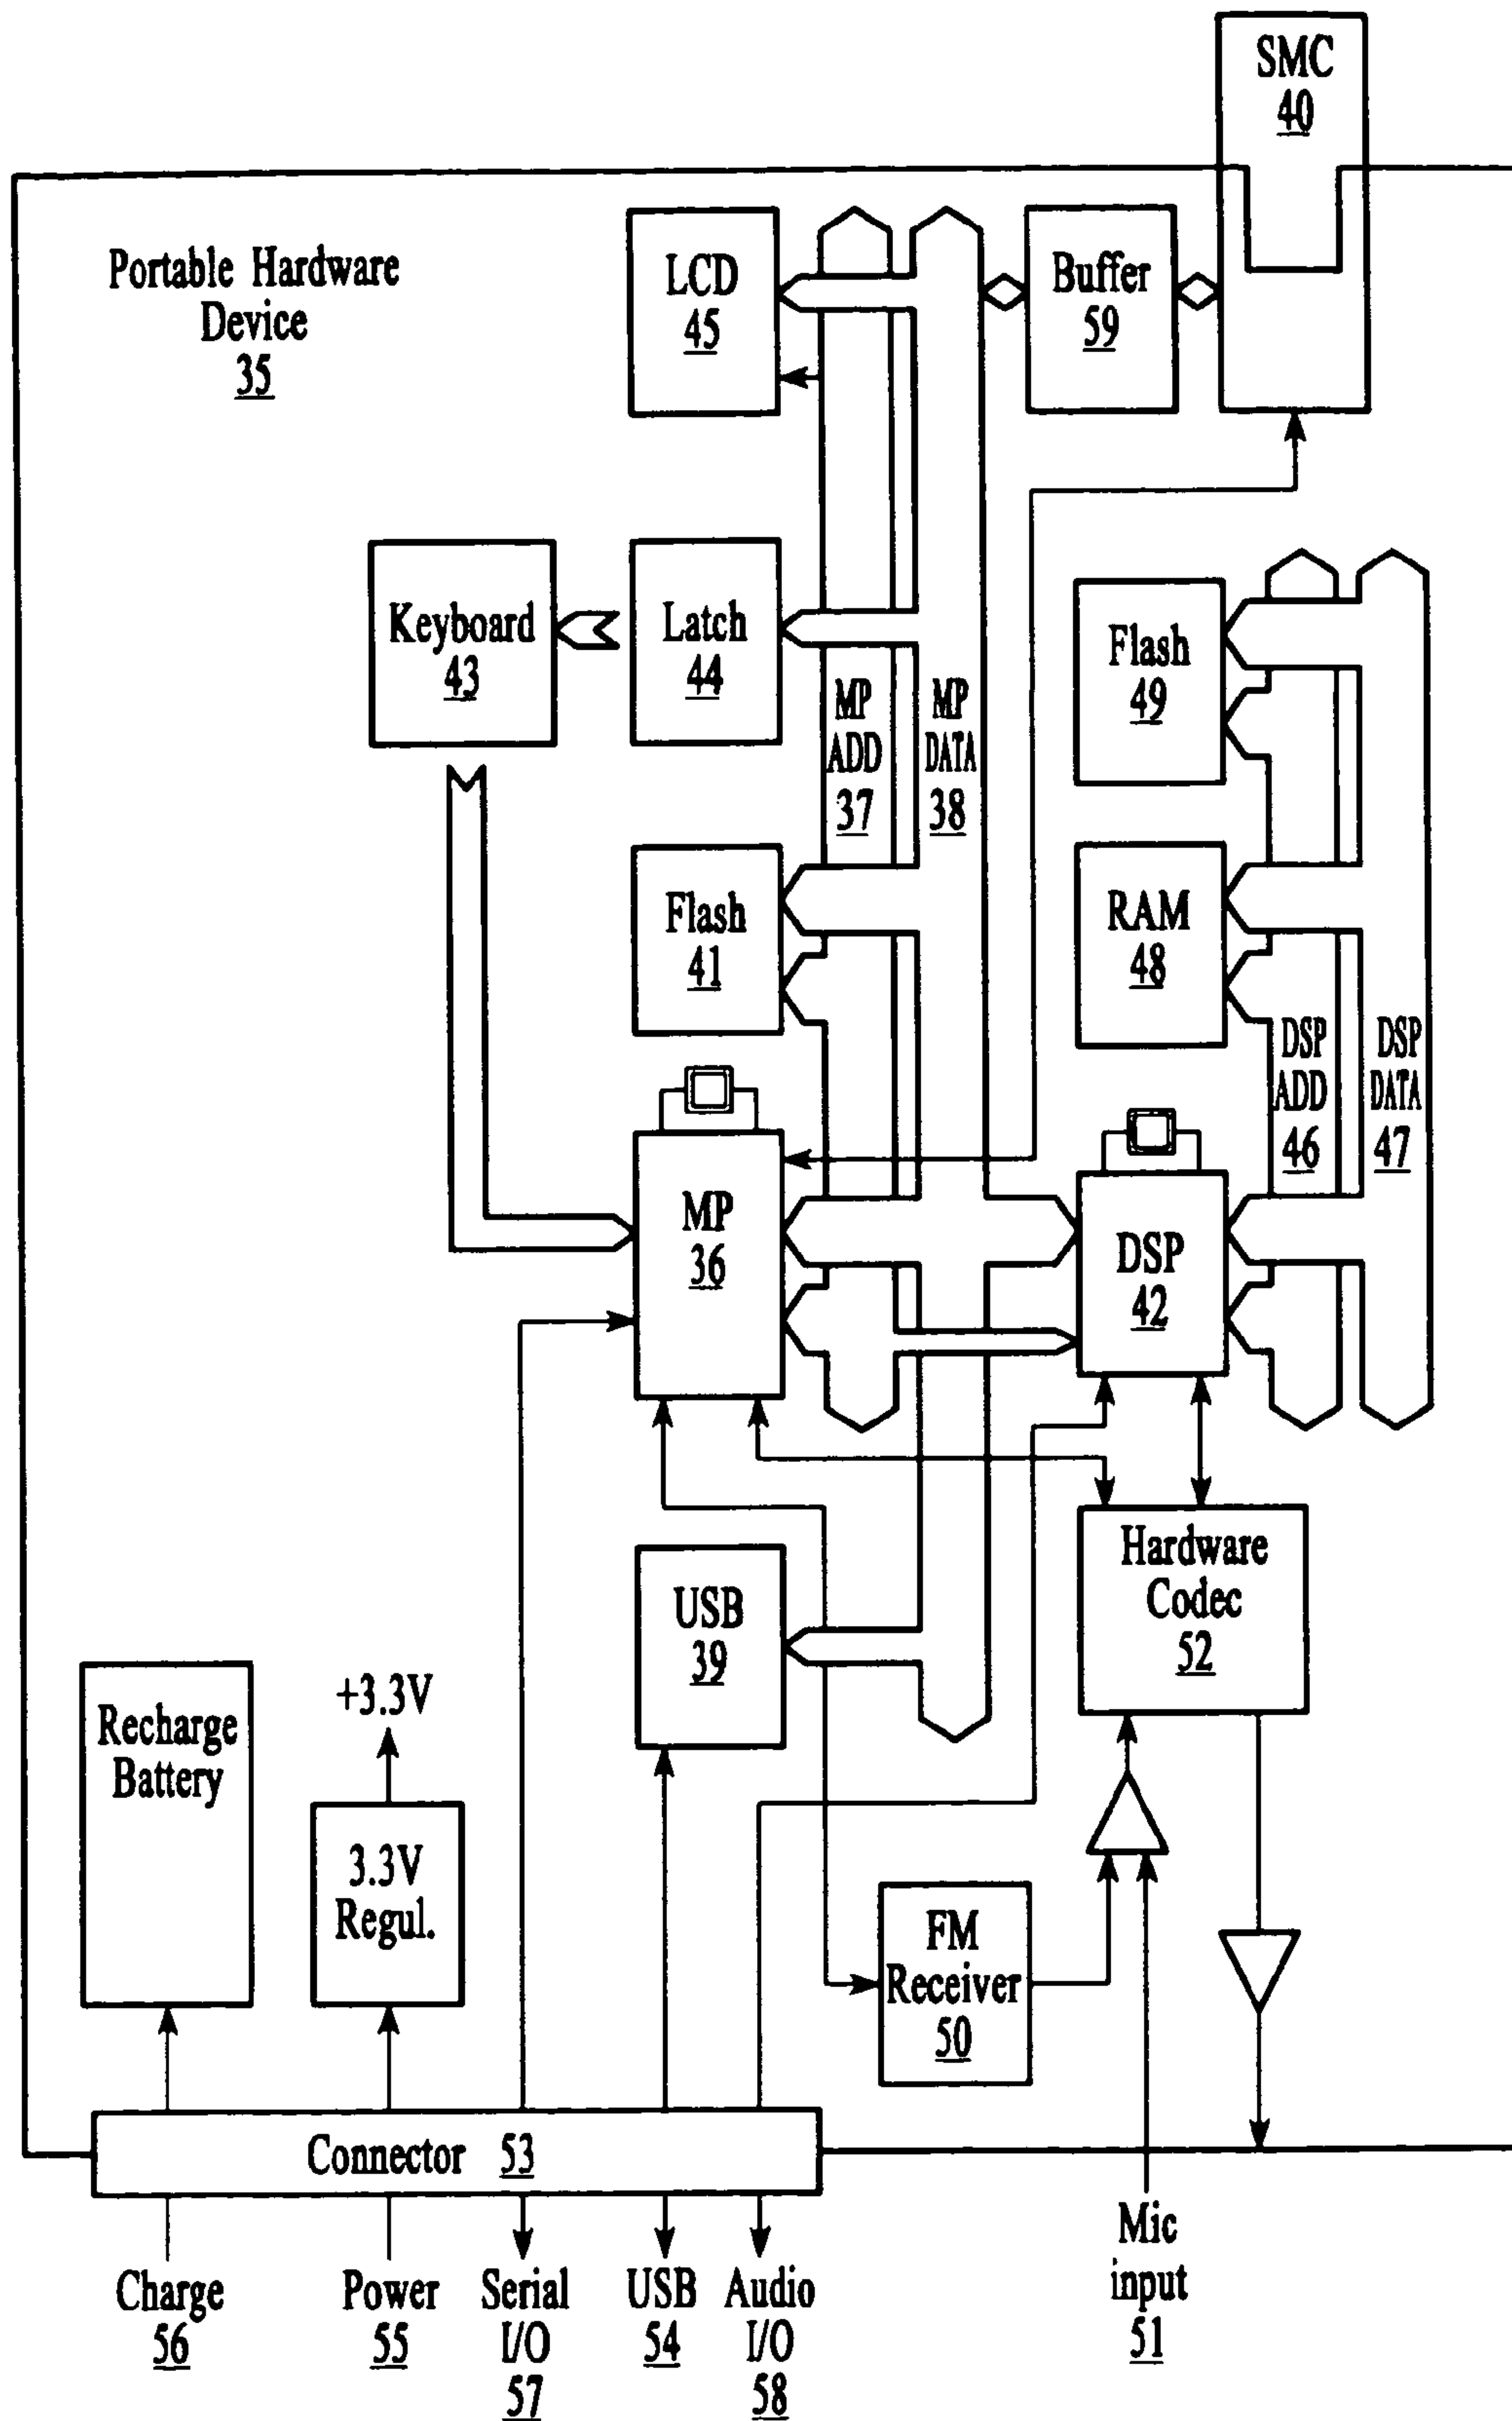 SMC
40
Portable Hardware
Device
35
LCD
45
Buffer
59
Keyboard
43
Latch
44
MP
ADD
37
MP
DATA
38
Flash
49
Flash
41
RAM
48
DSP
ADD
46
DSP
DATA
47
MP
36
DSP
42
Hardware
Codec
52
USB
39
Recharge
Battery
+3.3V
3.3V
Regul.
FM
Receiver
50
Connector 53
Charge
56
Power
55
Serial
I/O
57
USB
54
Audio
I/O
58
Mic
input
51